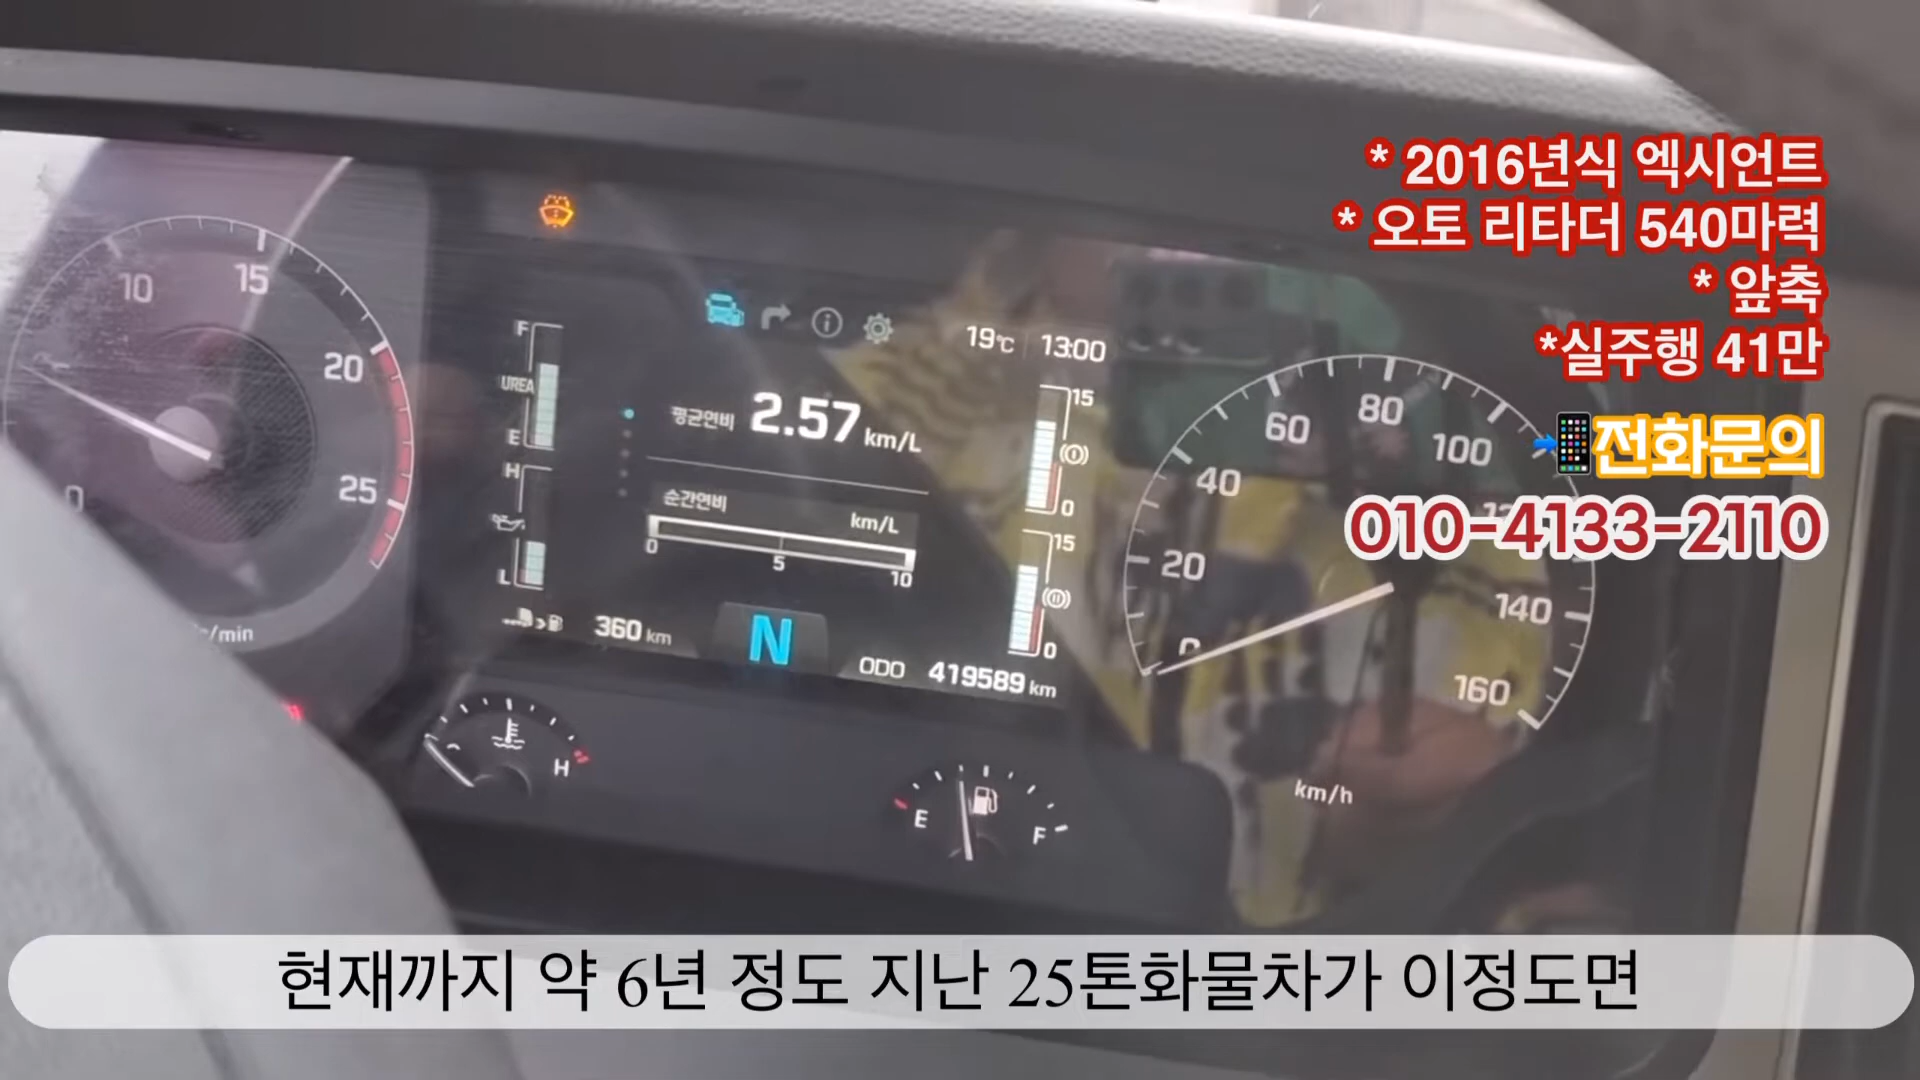 * 2016년식 엑시언트
* 오토 리타더 540마력
* 앞축
*실주행 41만
전화문의
010-4133-2110
0
10
15
20
25
r/min
F
UREA
E
H
L
19℃ 13:00
평균연비 2.57 km/L
순간연비 km/L
0 5 10
15
0
15
0
360 km
N
ODO 419589 km
H
E F
0 20 40 60 80 100 140 160
km/h
현재까지 약 6년 정도 지난 25톤화물차가 이정도면